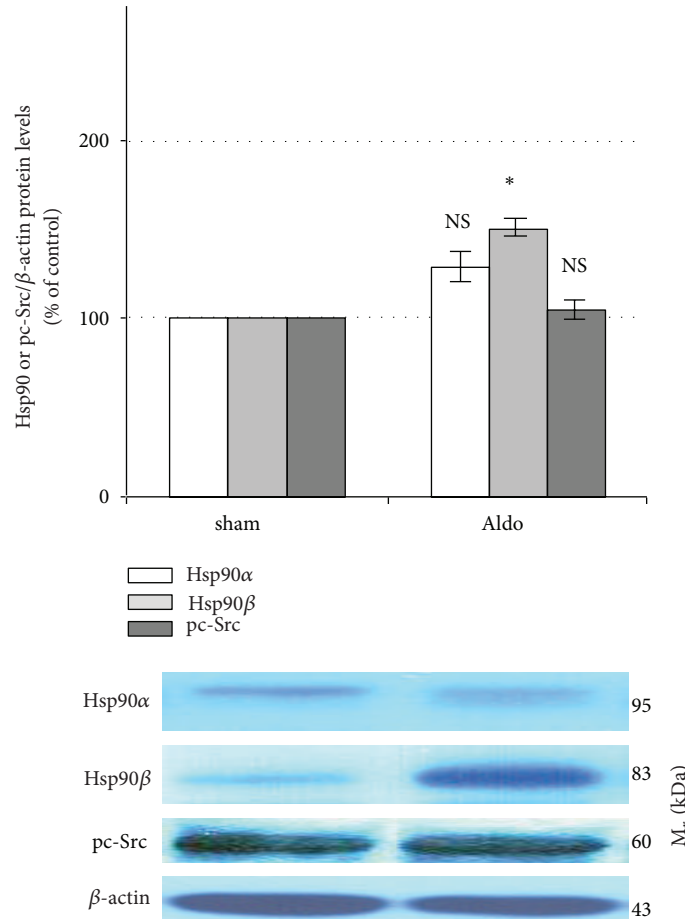 Hsp90 or pc-Src/β-actin protein levels
(% of control)
200
100
0
NS
*
NS
sham
Aldo
Hsp90α
Hsp90β
pc-Src
Hsp90α
95
Hsp90β
83
pc-Src
60
β-actin
43
Mr (kDa)